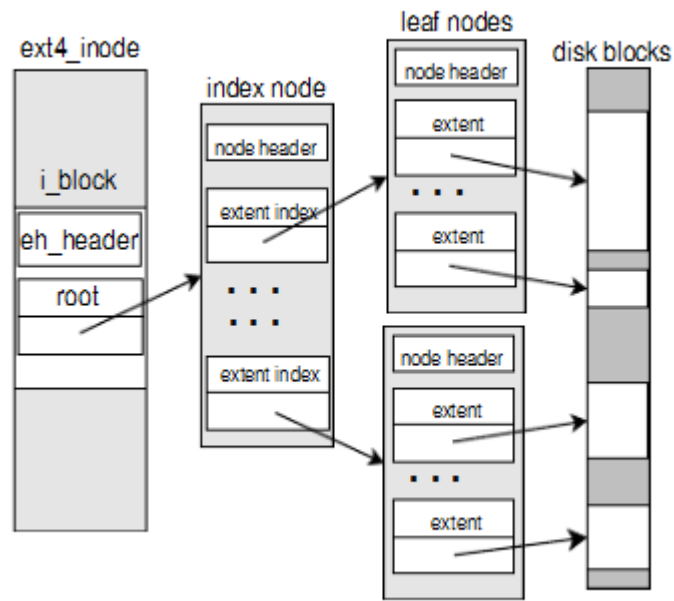 ext4_inode
i_block
eh_header
root
index node
node header
extent index
. . .
. . .
extent index
leaf nodes
node header
extent
. . .
extent
node header
extent
. . .
extent
disk blocks